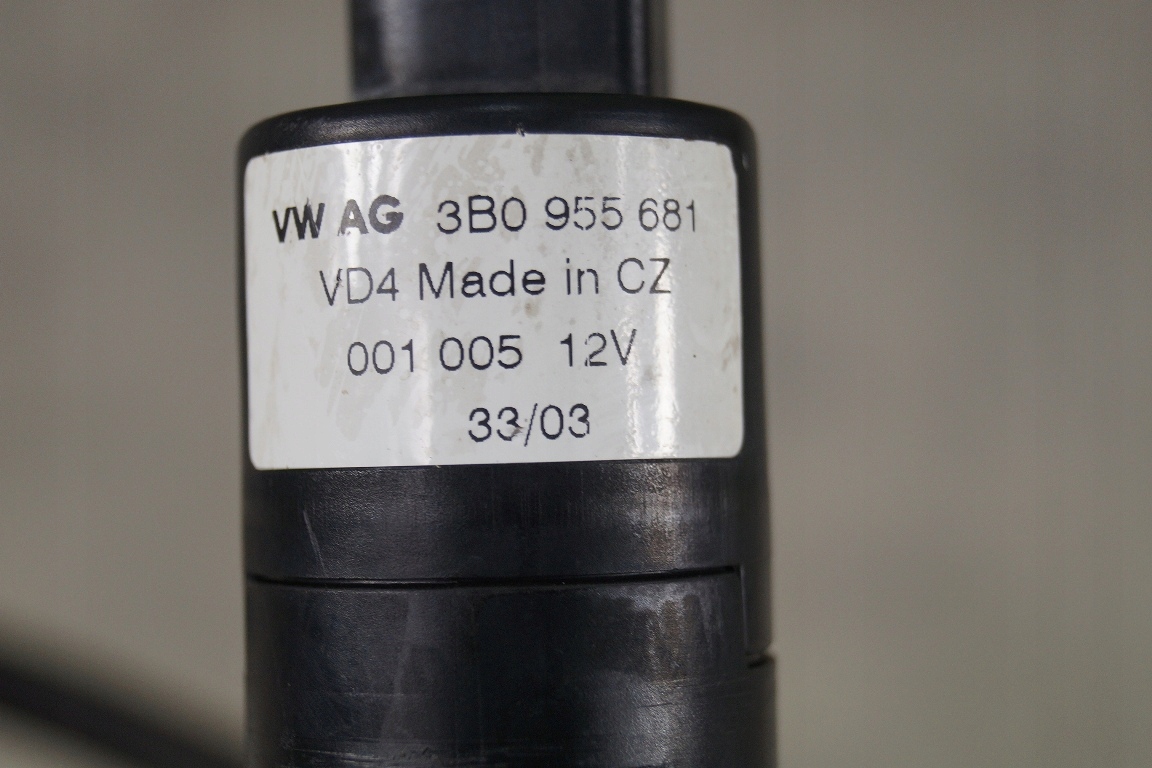 VW AG 3B0 955 681
VD4 Made in CZ
001 005 12V
33/03